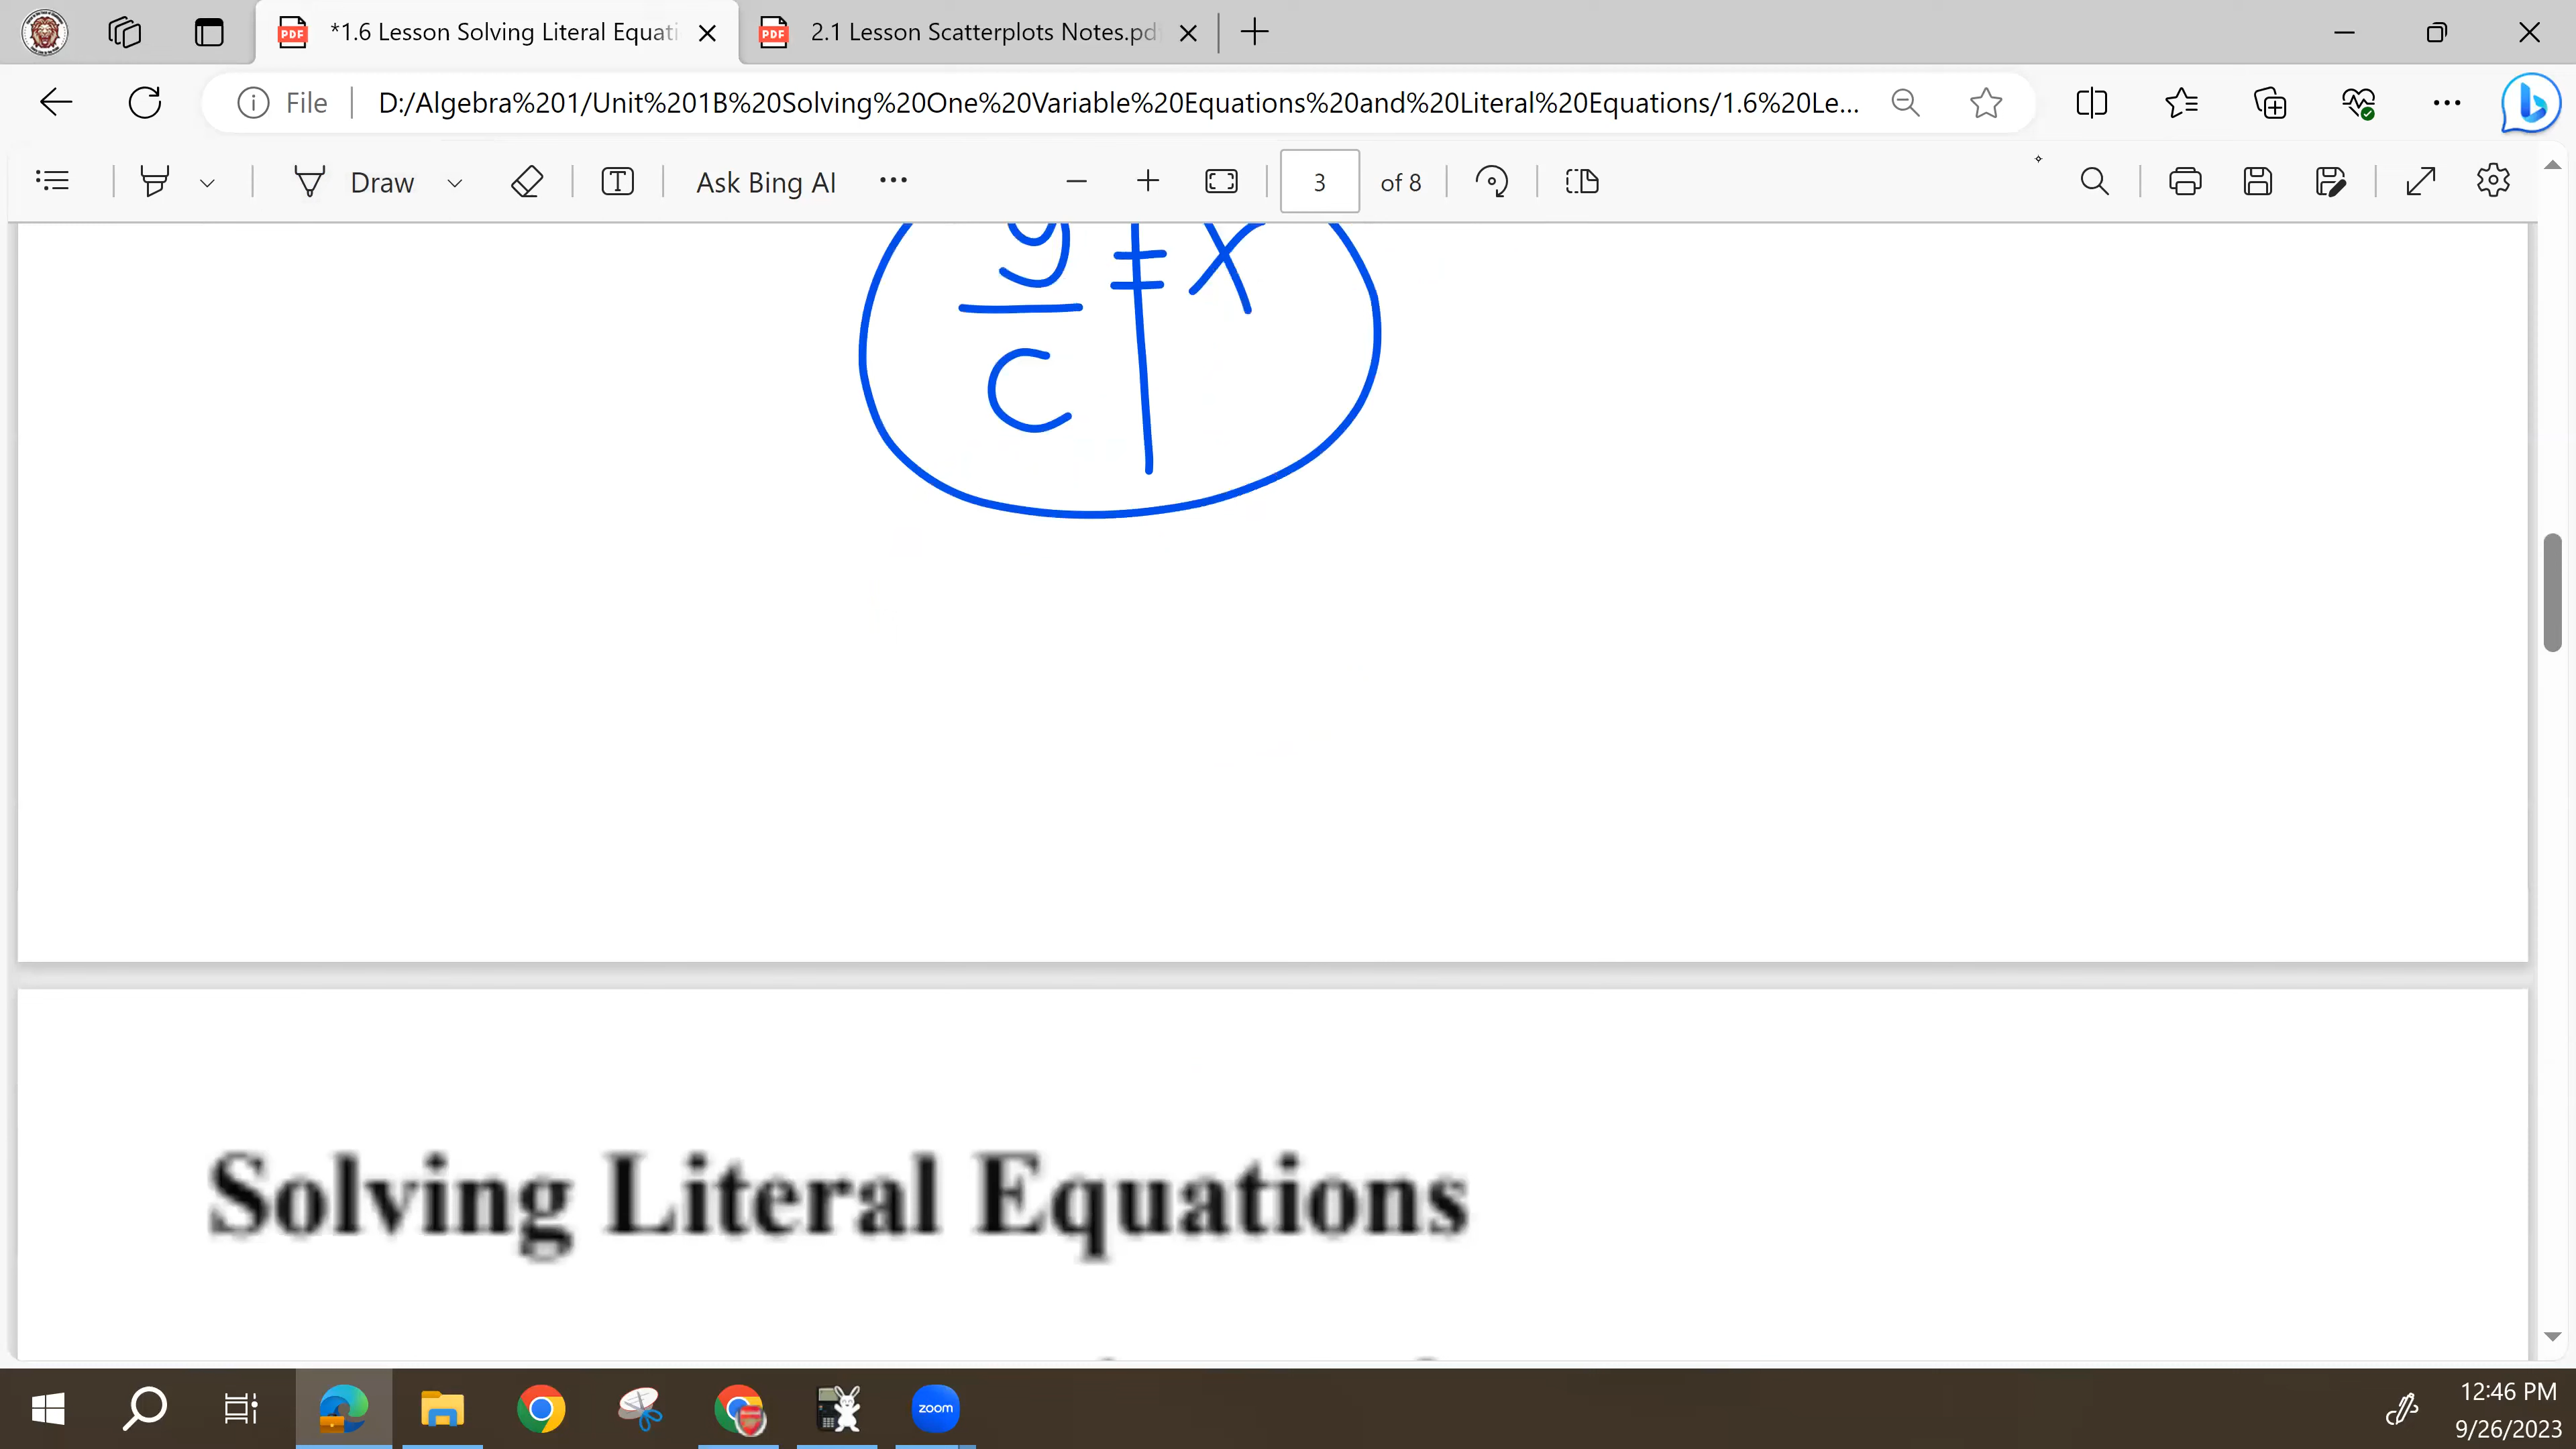 *1.6 Lesson Solving Literal Equati
2.1 Lesson Scatterplots Notes.pd
File
D:/Algebra%201/Unit%201B%20Solving%20One%20Variable%20Equations%20and%20Literal%20Equations/1.6%20Le...
Draw
Ask Bing AI
3 of 8
y = x
c
Solving Literal Equations
zoom
12:46 PM
9/26/2023